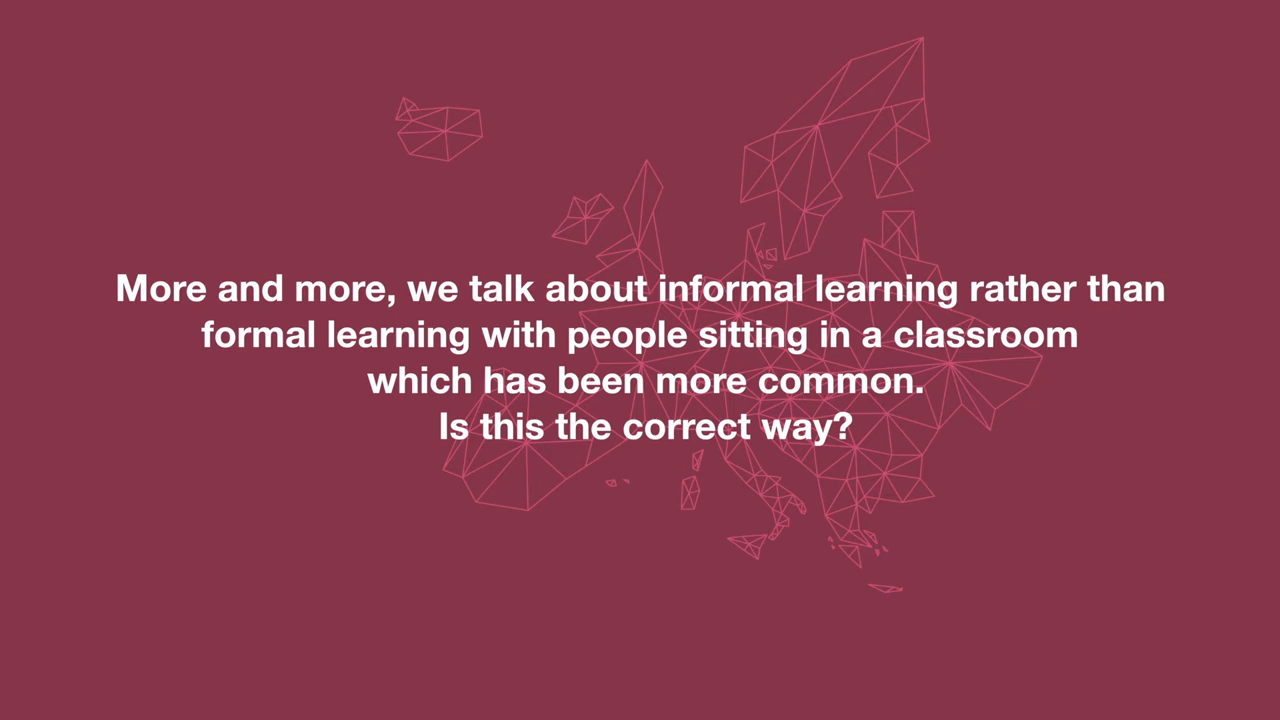 More and more, we talk about informal learning rather than
formal learning with people sitting in a classroom
which has been more common.
Is this the correct way?